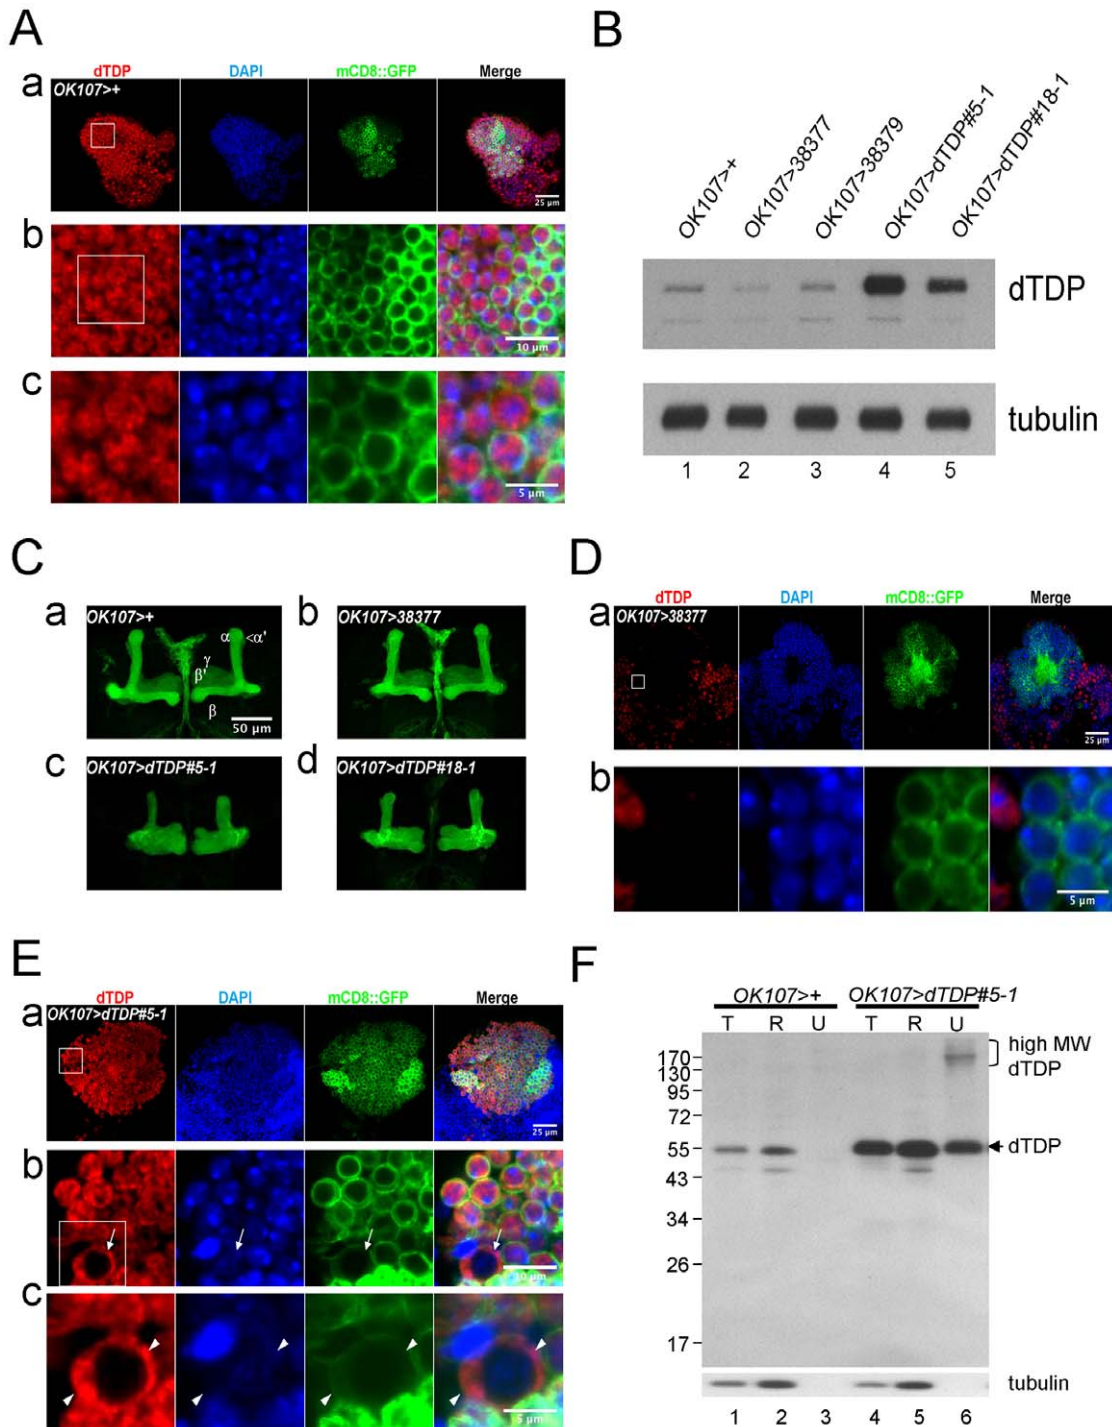 A
dTDP DAPI mCD8::GFP Merge
a
OK107>+
25 µm
b
10 µm
c
5 µm
B
OK107>+
OK107>38377
OK107>38379
OK107>dTDP#5-1
OK107>dTDP#18-1
dTDP
tubulin
1 2 3 4 5
C
a
OK107>+
α <α'
γ
β'
β
50 µm
b
OK107>38377
c
OK107>dTDP#5-1
d
OK107>dTDP#18-1
D
dTDP DAPI mCD8::GFP Merge
a
OK107>38377
25 µm
b
5 µm
E
dTDP DAPI mCD8::GFP Merge
a
OK107>dTDP#5-1
25 µm
b
10 µm
c
5 µm
F
OK107>+ OK107>dTDP#5-1
T R U T R U
high MW
dTDP
170
130
95
72
55
dTDP
43
34
26
17
tubulin
1 2 3 4 5 6